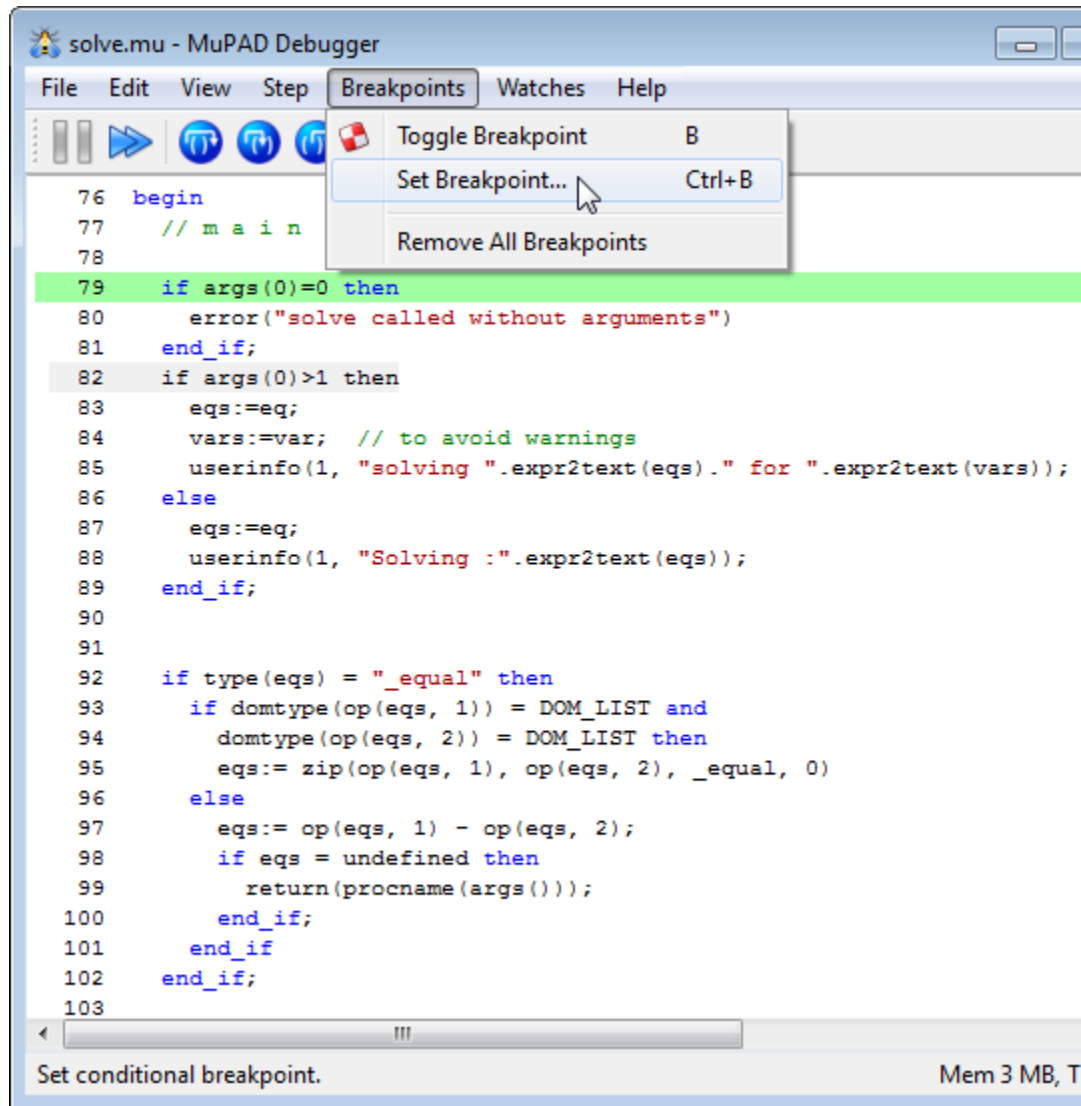 solve.mu - MuPAD Debugger
File Edit View Step Breakpoints Watches Help
Toggle Breakpoint B
Set Breakpoint... Ctrl+B
Remove All Breakpoints
76 begin
77 // m a i n
78
79 if args(0)=0 then
80 error("solve called without arguments")
81 end_if;
82 if args(0)>1 then
83 eqs:=eq;
84 vars:=var; // to avoid warnings
85 userinfo(1, "solving ".expr2text(eqs)." for ".expr2text(vars));
86 else
87 eqs:=eq;
88 userinfo(1, "Solving :".expr2text(eqs));
89 end_if;
90
91
92 if type(eqs) = "_equal" then
93 if domtype(op(eqs, 1)) = DOM_LIST and
94 domtype(op(eqs, 2)) = DOM_LIST then
95 eqs:= zip(op(eqs, 1), op(eqs, 2), _equal, 0)
96 else
97 eqs:= op(eqs, 1) - op(eqs, 2);
98 if eqs = undefined then
99 return(procname(args()));
100 end_if;
101 end_if
102 end_if;
103
Set conditional breakpoint. Mem 3 MB, T